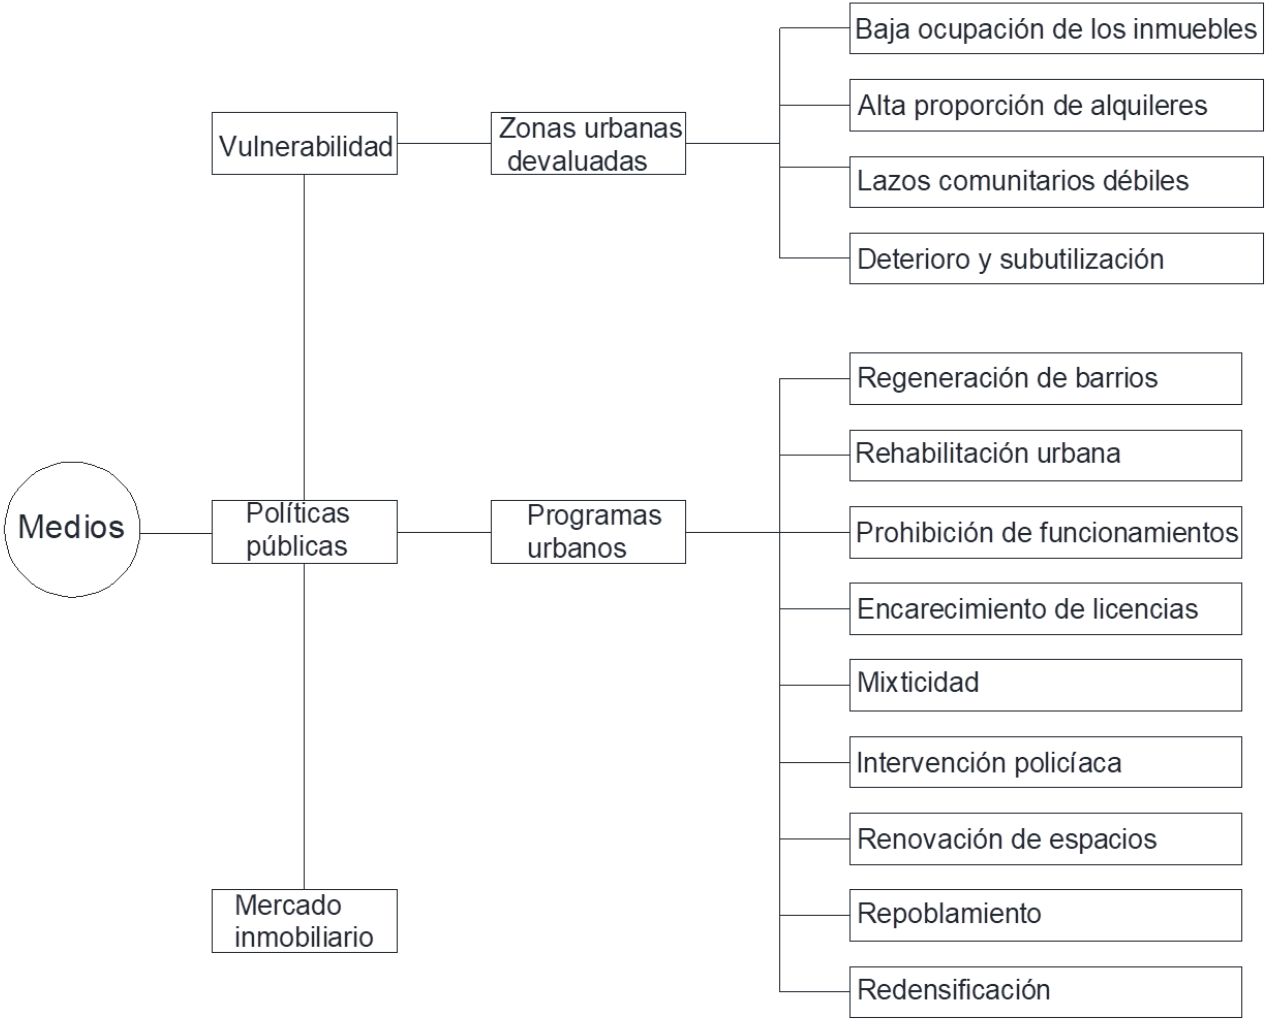 Medios
Vulnerabilidad
Zonas urbanas
devaluadas
Baja ocupación de los inmuebles
Alta proporción de alquileres
Lazos comunitarios débiles
Deterioro y subutilización
Políticas
públicas
Programas
urbanos
Regeneración de barrios
Rehabilitación urbana
Prohibición de funcionamientos
Encarecimiento de licencias
Mixticidad
Intervención policíaca
Renovación de espacios
Repoblamiento
Redensificación
Mercado
inmobiliario